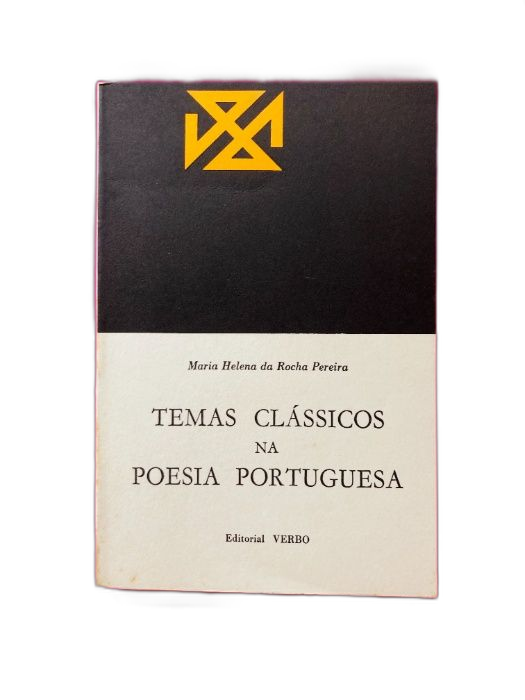 Maria Helena da Rocha Pereira
TEMAS CLÁSSICOS
NA
POESIA PORTUGUESA
Editorial VERBO